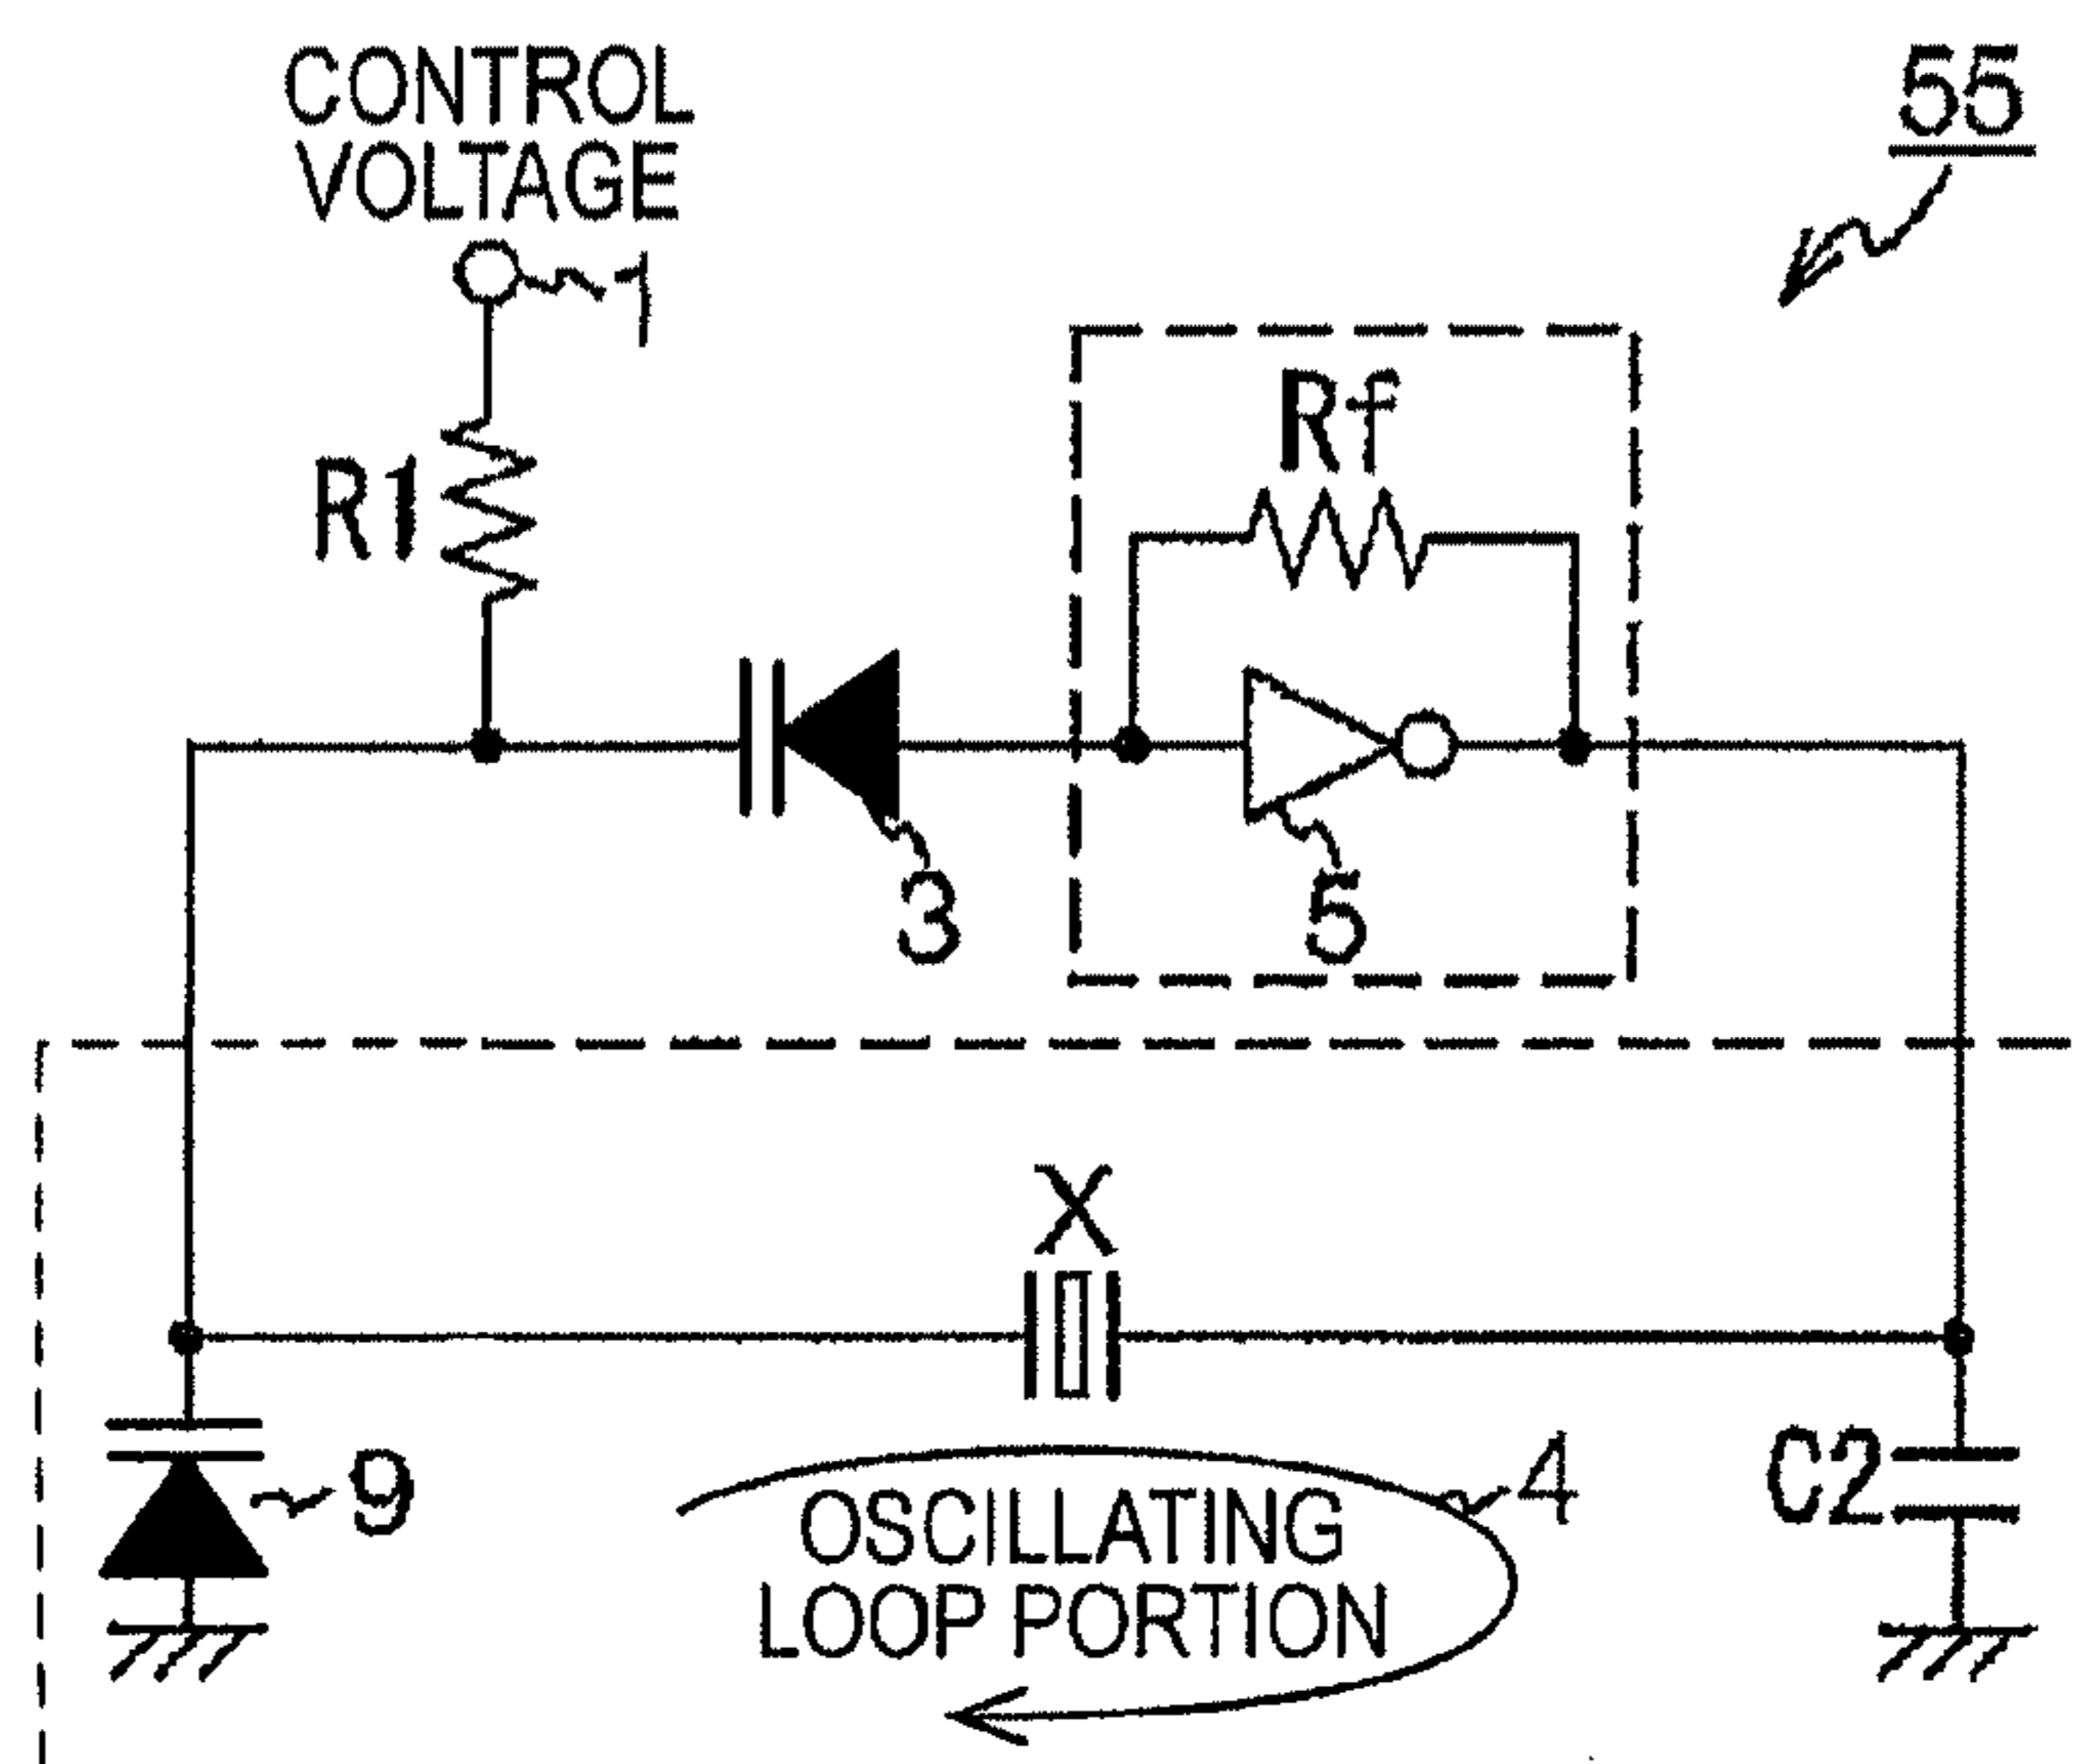 CONTROL
VOLTAGE
55
1
Rf
R1
3
5
X
9
4
C2
OSCILLATING
LOOP PORTION